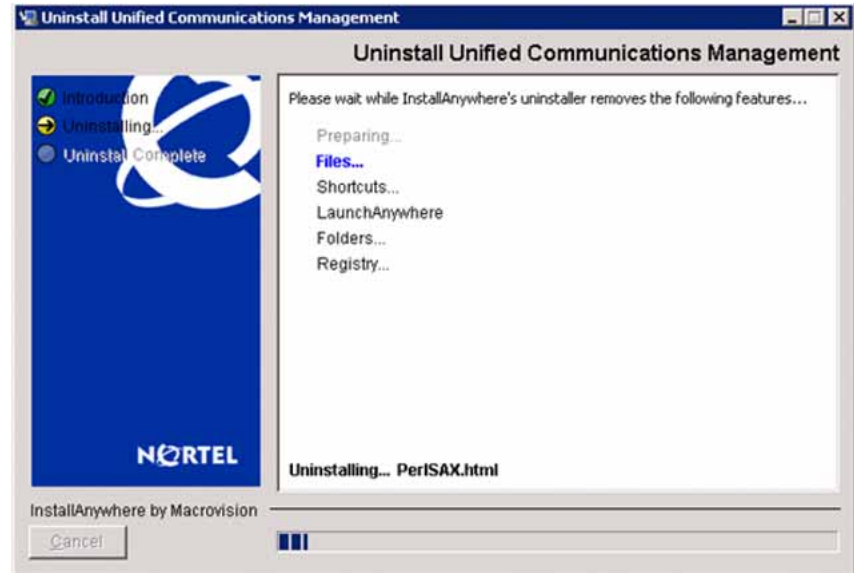 Uninstall Unified Communications Management
Uninstall Unified Communications Management
Introduction
Uninstalling...
Uninstall Complete
Please wait while InstallAnywhere's uninstaller removes the following features...
Preparing...
Files...
Shortcuts...
LaunchAnywhere
Folders...
Registry...
NORTEL
Uninstalling... PerlSAX.html
InstallAnywhere by Macrovision
Cancel